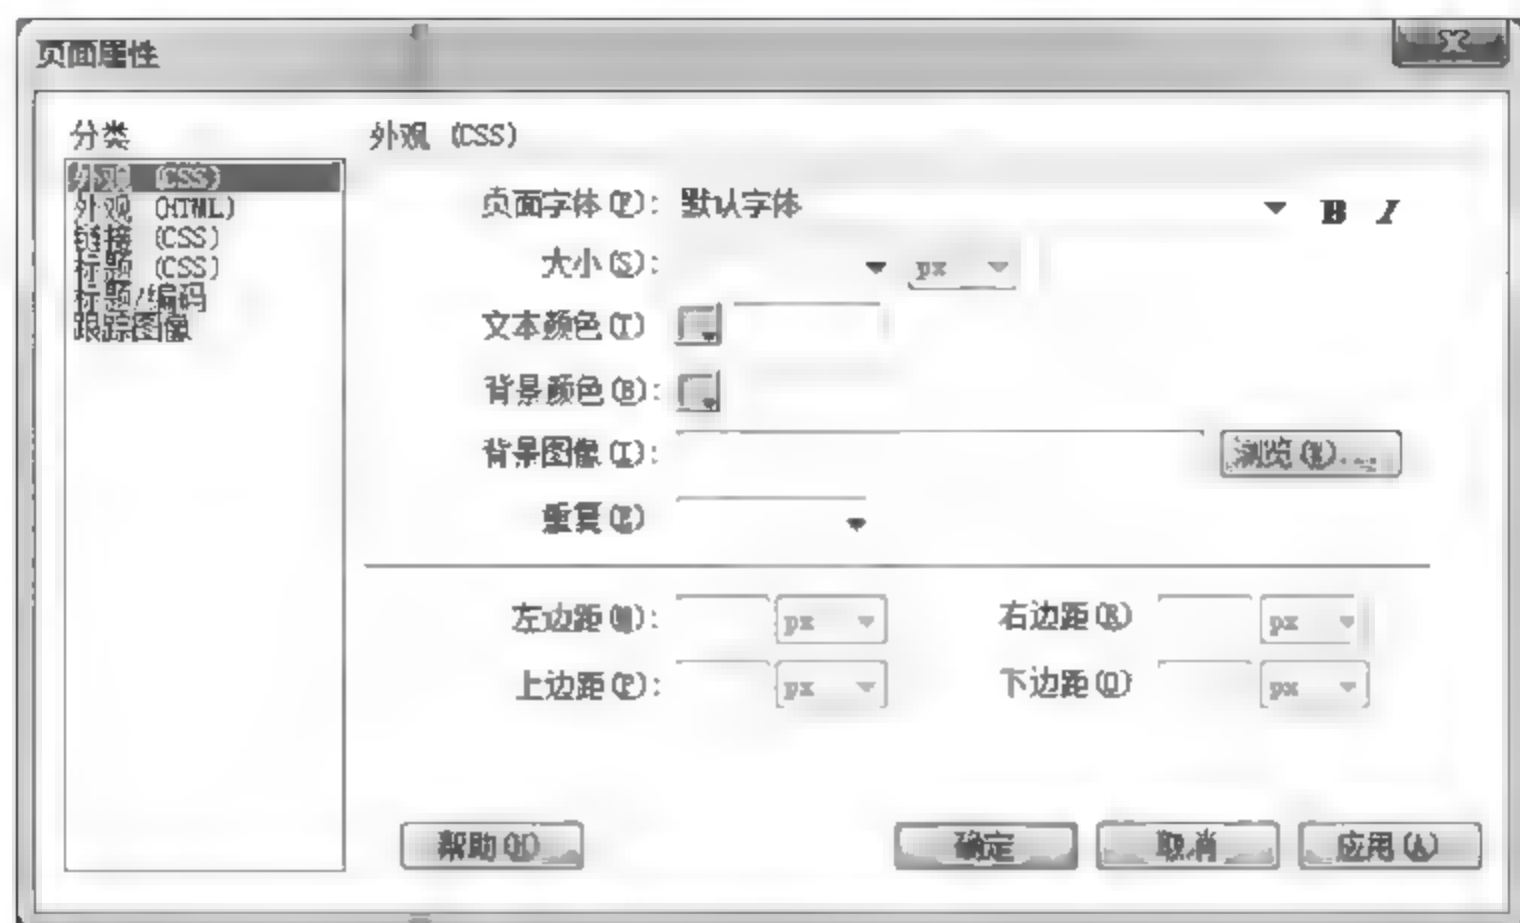 页面属性
分类
外观 (CSS)
外观 (HTML)
链接 (CSS)
标题 (CSS)
标题/编码
跟踪图像
外观 (CSS)
页面字体(F): 默认字体 B I
大小(S): px
文本颜色(T)
背景颜色(B):
背景图像(I): 浏览(W)...
重复(E)
左边距(M): px 右边距(R) px
上边距(P): px 下边距(O) px
帮助(H) 确定 取消 应用(A)